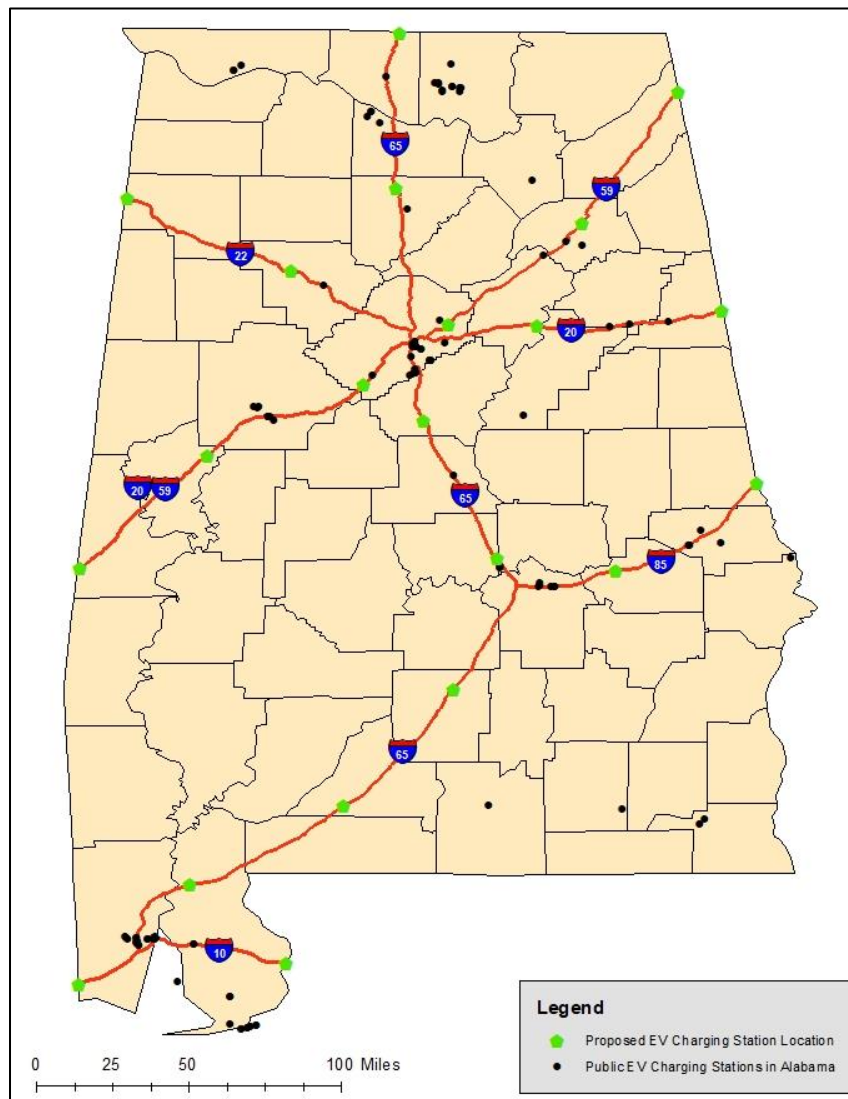 65
59
22
20
20
59
65
85
65
10
Legend
Proposed EV Charging Station Location
Public EV Charging Stations in Alabama
0 25 50 100 Miles